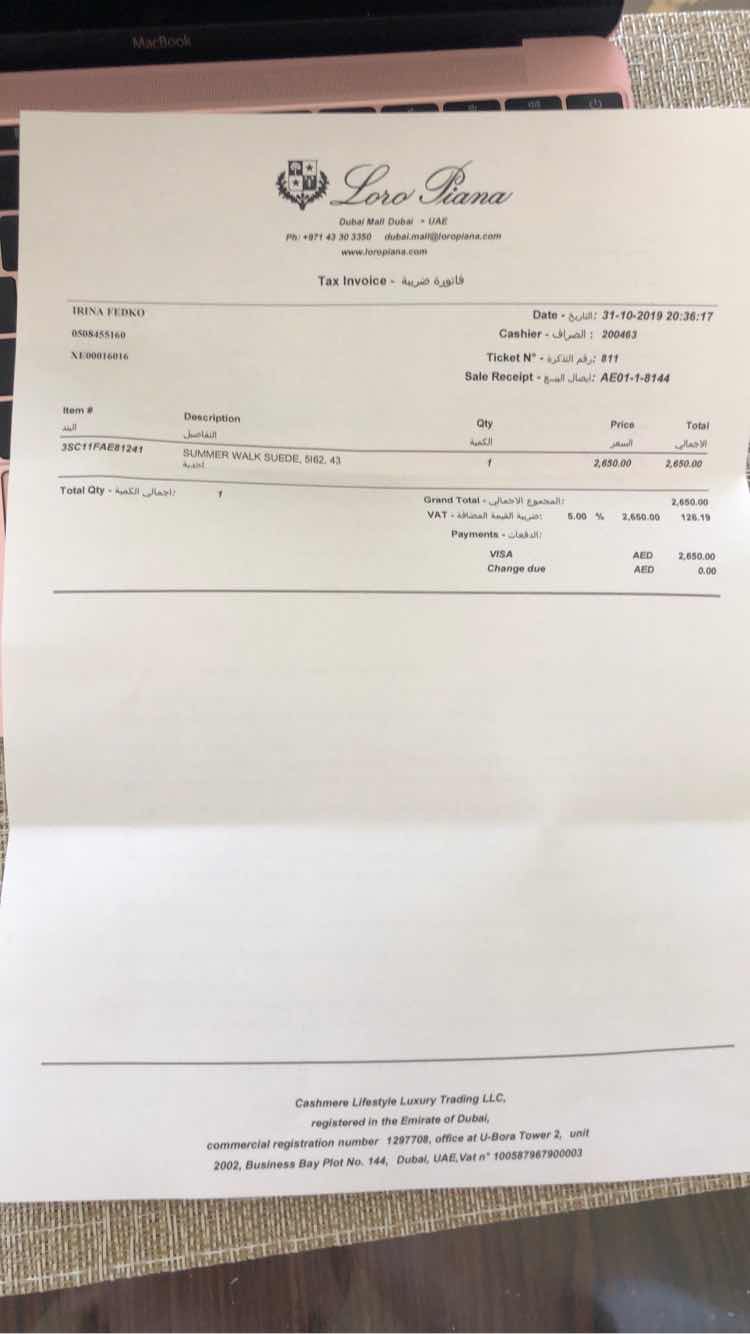 MacBook
Loro Piana
Dubai Mall Dubai - UAE
Ph: +971 43 30 3350 dubai.mall@loropiana.com
www.loropiana.com
Tax Invoice - فاتورة ضريبية
IRINA FEDKO
0508455160
XE00016016
Date - التاريخ: 31-10-2019 20:36:17
Cashier - الصراف : 200463
Ticket N° - رقم التذكرة: 811
Sale Receipt - ايصال البيع: AE01-1-8144
Item # Description Qty Price Total
البند التفاصيل الكمية السعر الاجمالي
3SC11FAE81241 SUMMER WALK SUEDE, 5I62, 43 1 2,650.00 2,650.00
احذية
Total Qty - اجمالي الكمية: 1
Grand Total - المجموع الاجمالي: 2,650.00
VAT - ضريبة القيمة المضافة: 5.00 % 2,650.00 126.19
Payments - الدفعات:
VISA AED 2,650.00
Change due AED 0.00
Cashmere Lifestyle Luxury Trading LLC,
registered in the Emirate of Dubai,
commercial registration number 1297708, office at U-Bora Tower 2, unit
2002, Business Bay Plot No. 144, Dubai, UAE,Vat n° 100587967900003